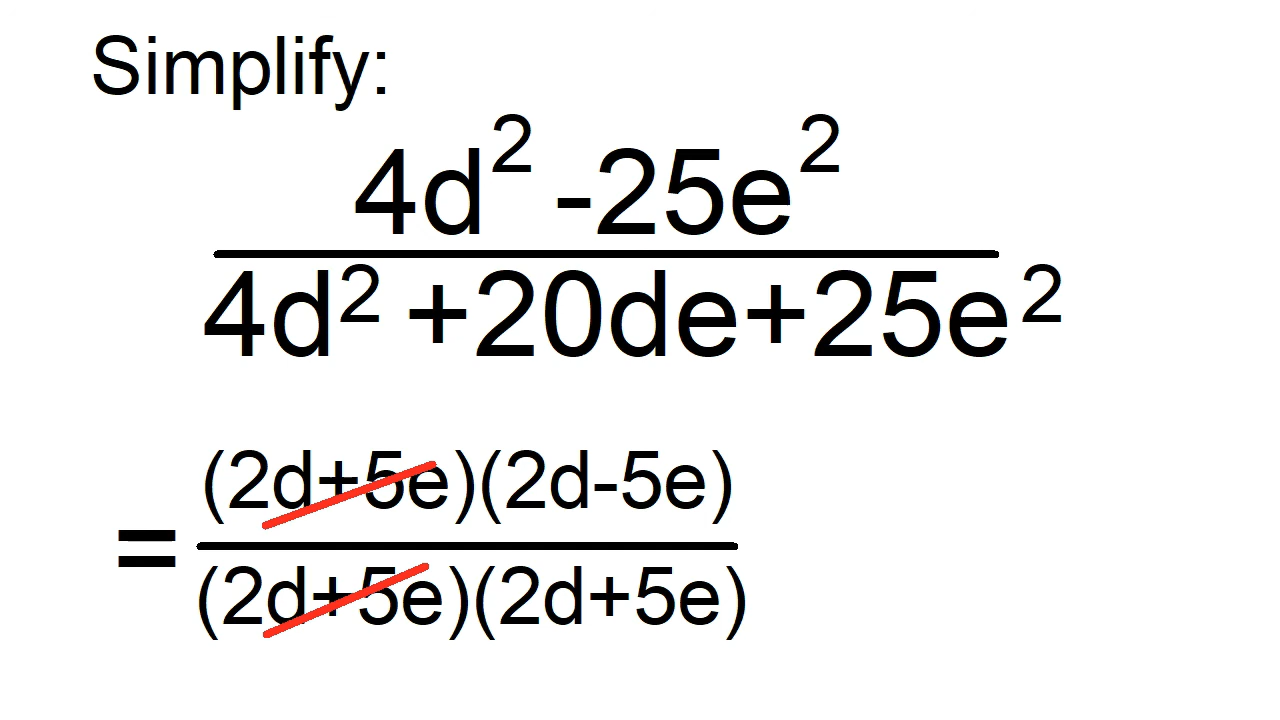 Simplify:
4d² -25e²
4d² +20de+25e²
= (2d+5e)(2d-5e)
(2d+5e)(2d+5e)